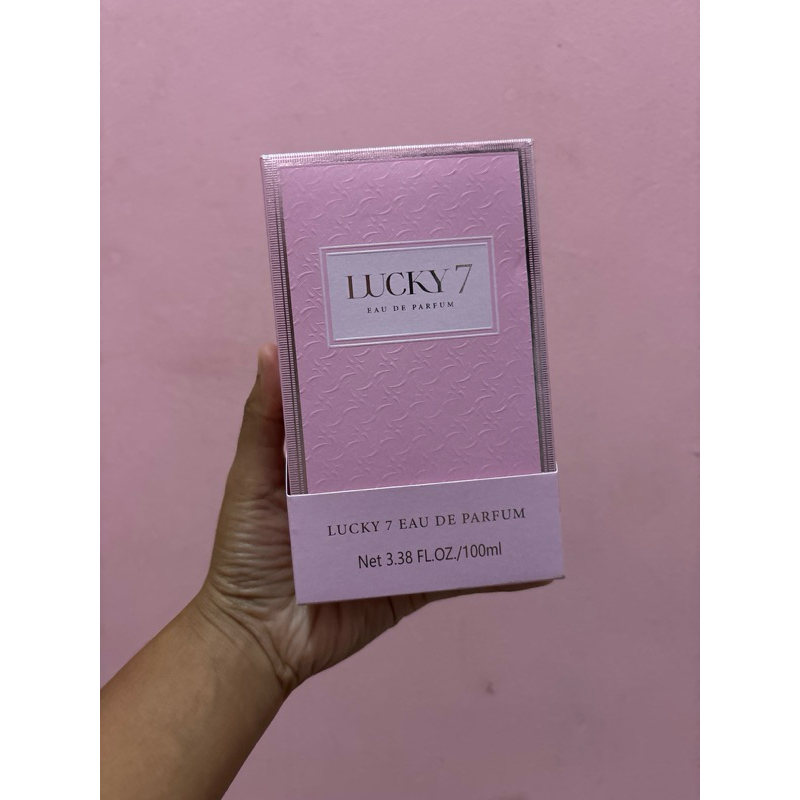 LUCKY 7
EAU DE PARFUM
LUCKY 7 EAU DE PARFUM
Net 3.38 FL.OZ./100ml